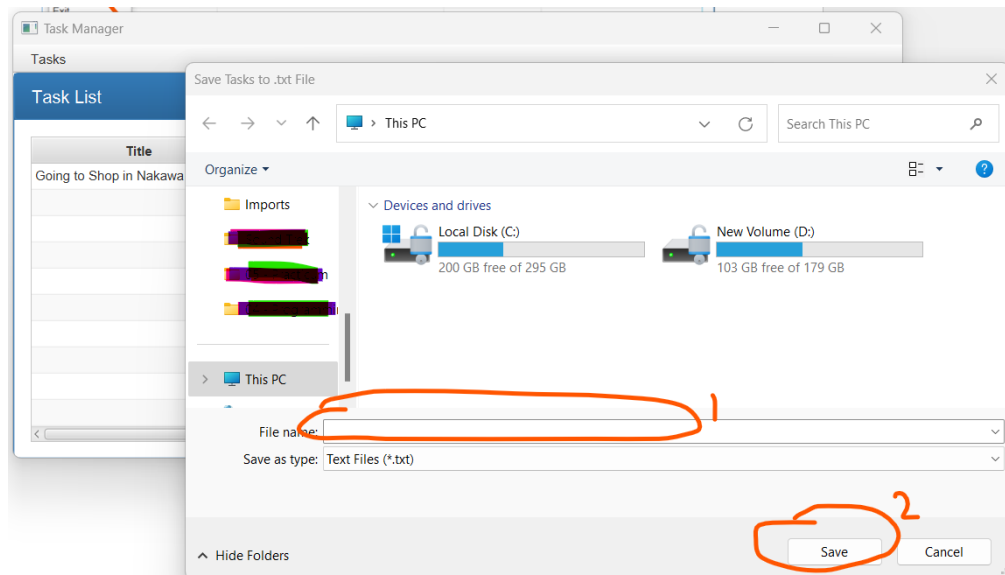 Exit
Task Manager
Tasks
Save Tasks to .txt File
Task List
This PC
Search This PC
Title
Organize
Going to Shop in Nakawa
Imports
Devices and drives
Local Disk (C:)
200 GB free of 295 GB
New Volume (D:)
103 GB free of 179 GB
This PC
1
File name:
Save as type: Text Files (*.txt)
2
Hide Folders
Save
Cancel